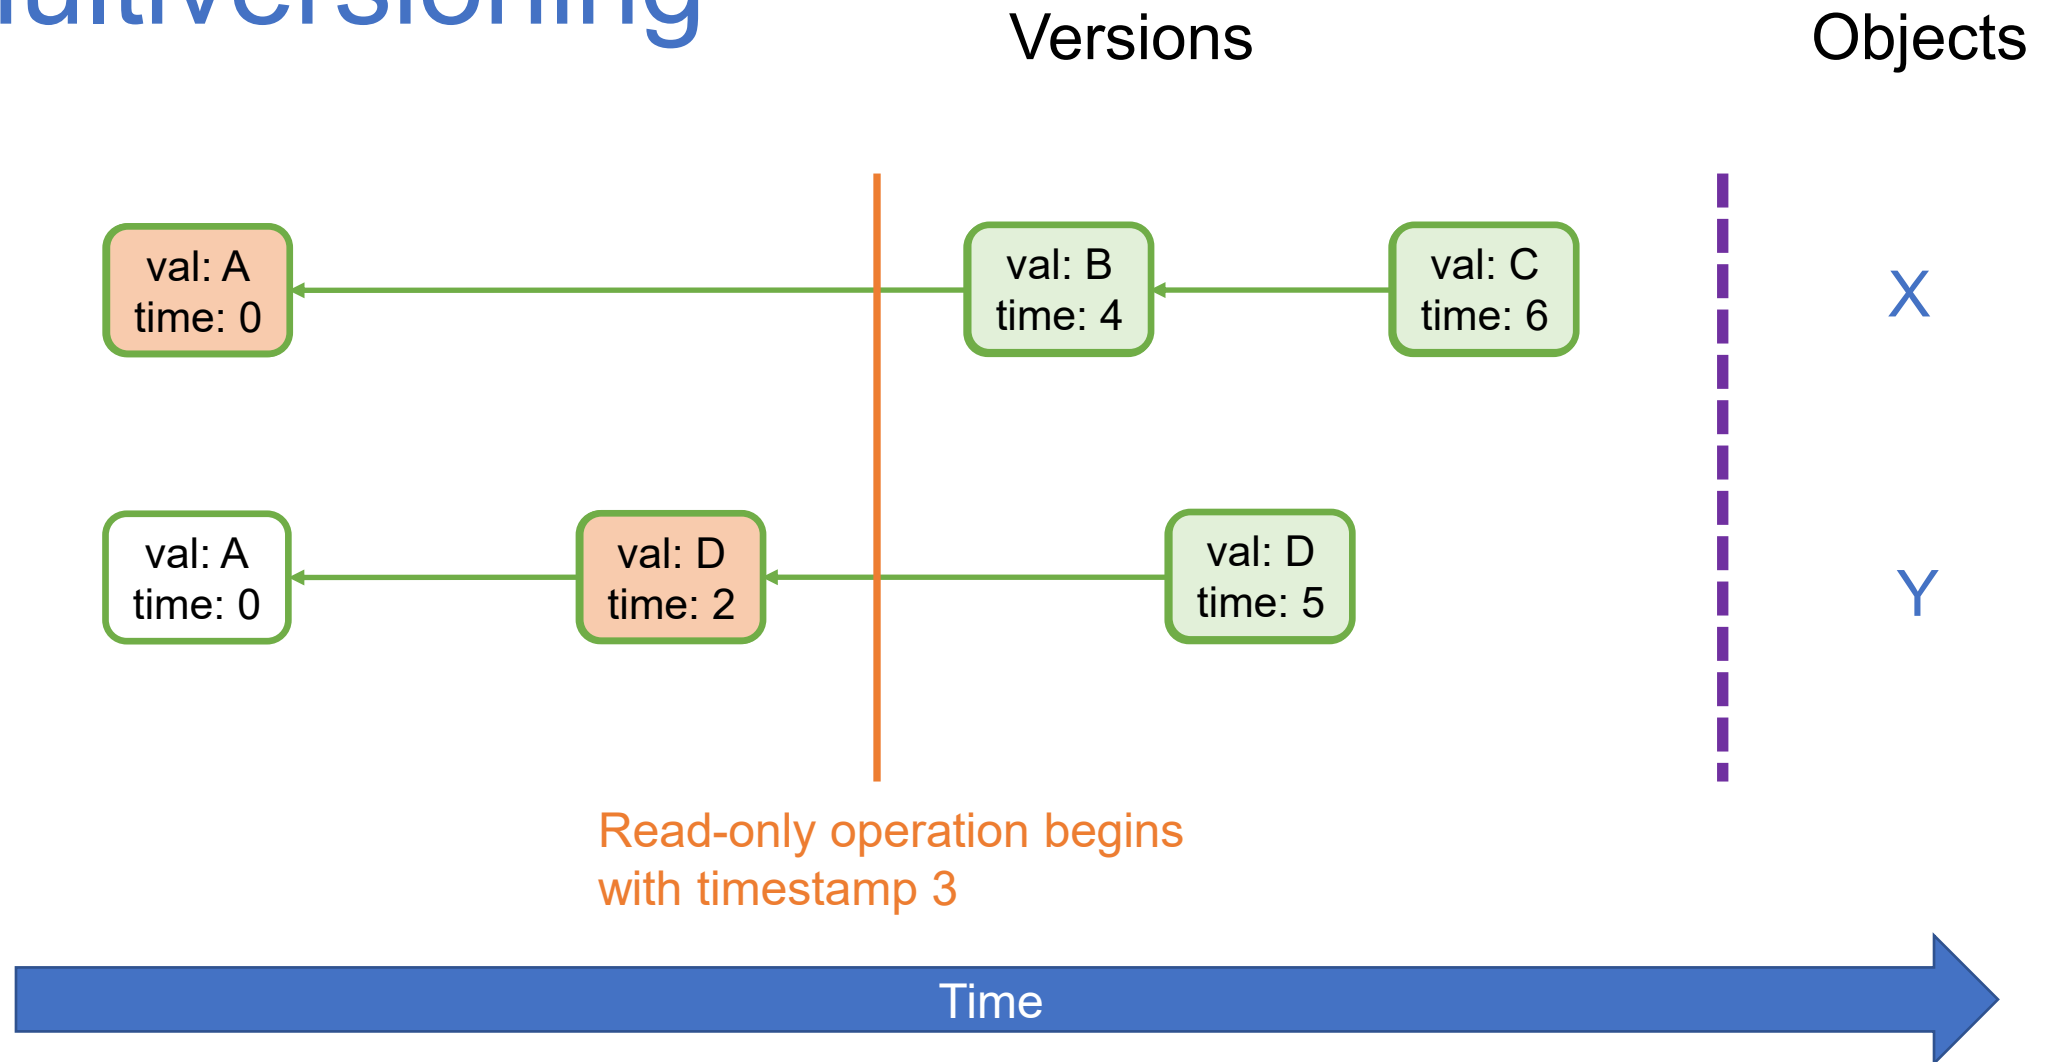 Versions
Objects
val: A
time: 0
val: B
time: 4
val: C
time: 6
X
val: A
time: 0
val: D
time: 2
val: D
time: 5
Y
Read-only operation begins
with timestamp 3
Time